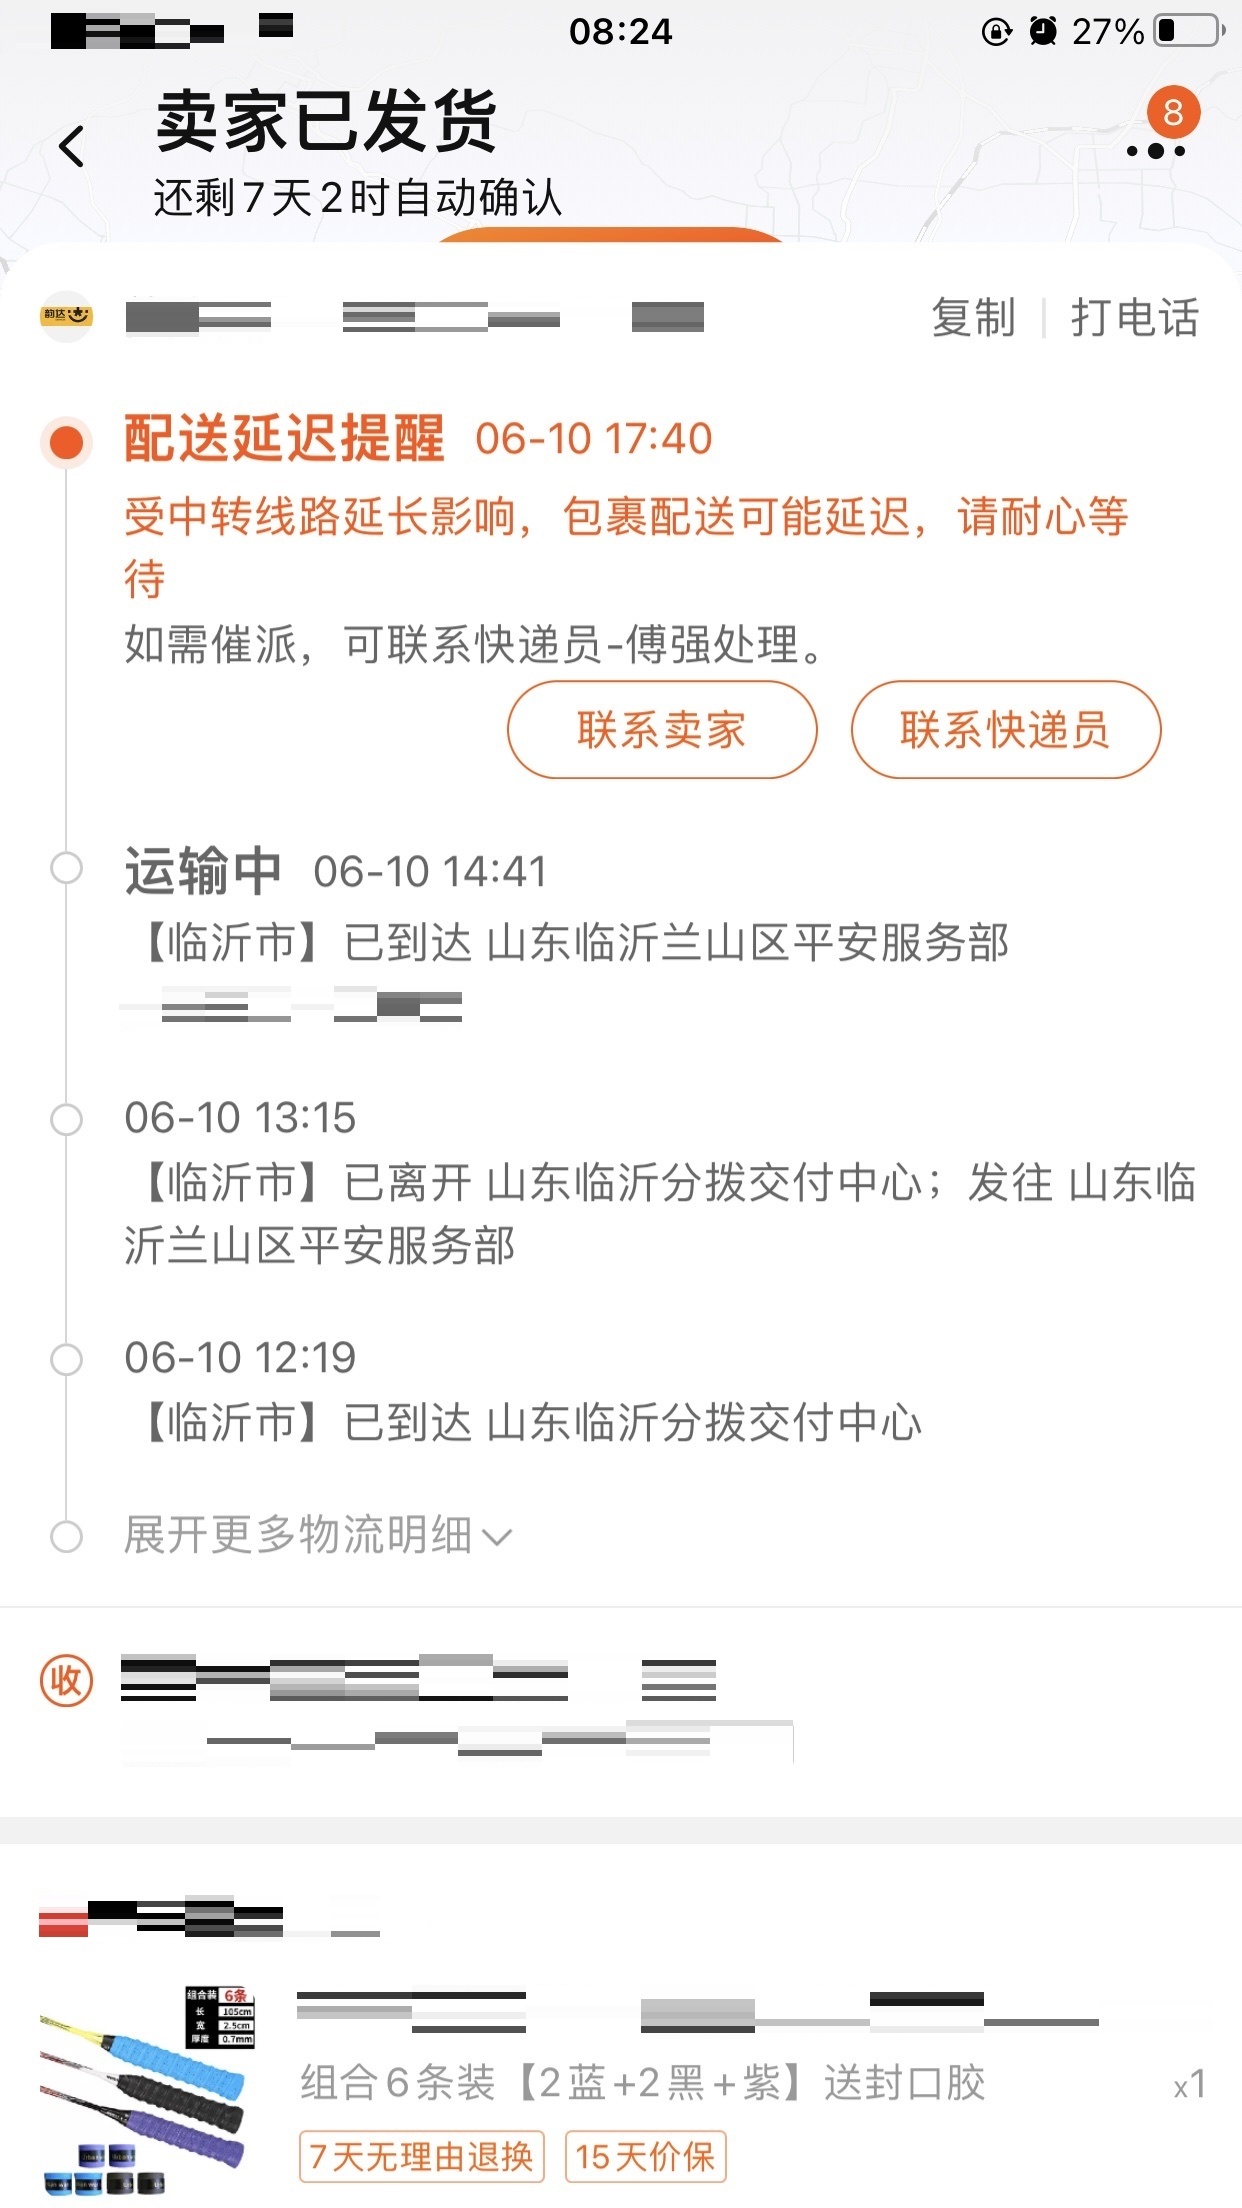 08:24
27%
卖家已发货
8
还剩7天2时自动确认
韵达
复制
打电话
配送延迟提醒 06-10 17:40
受中转线路延长影响，包裹配送可能延迟，请耐心等
待
如需催派，可联系快递员-傅强处理。
联系卖家
联系快递员
运输中 06-10 14:41
【临沂市】已到达 山东临沂兰山区平安服务部
06-10 13:15
【临沂市】已离开 山东临沂分拨交付中心；发往 山东临
沂兰山区平安服务部
06-10 12:19
【临沂市】已到达 山东临沂分拨交付中心
展开更多物流明细
收
组合装 6条
长 105cm
宽 2.5cm
厚度 0.7mm
组合6条装【2蓝+2黑+紫】送封口胶
x1
7天无理由退换
15天价保